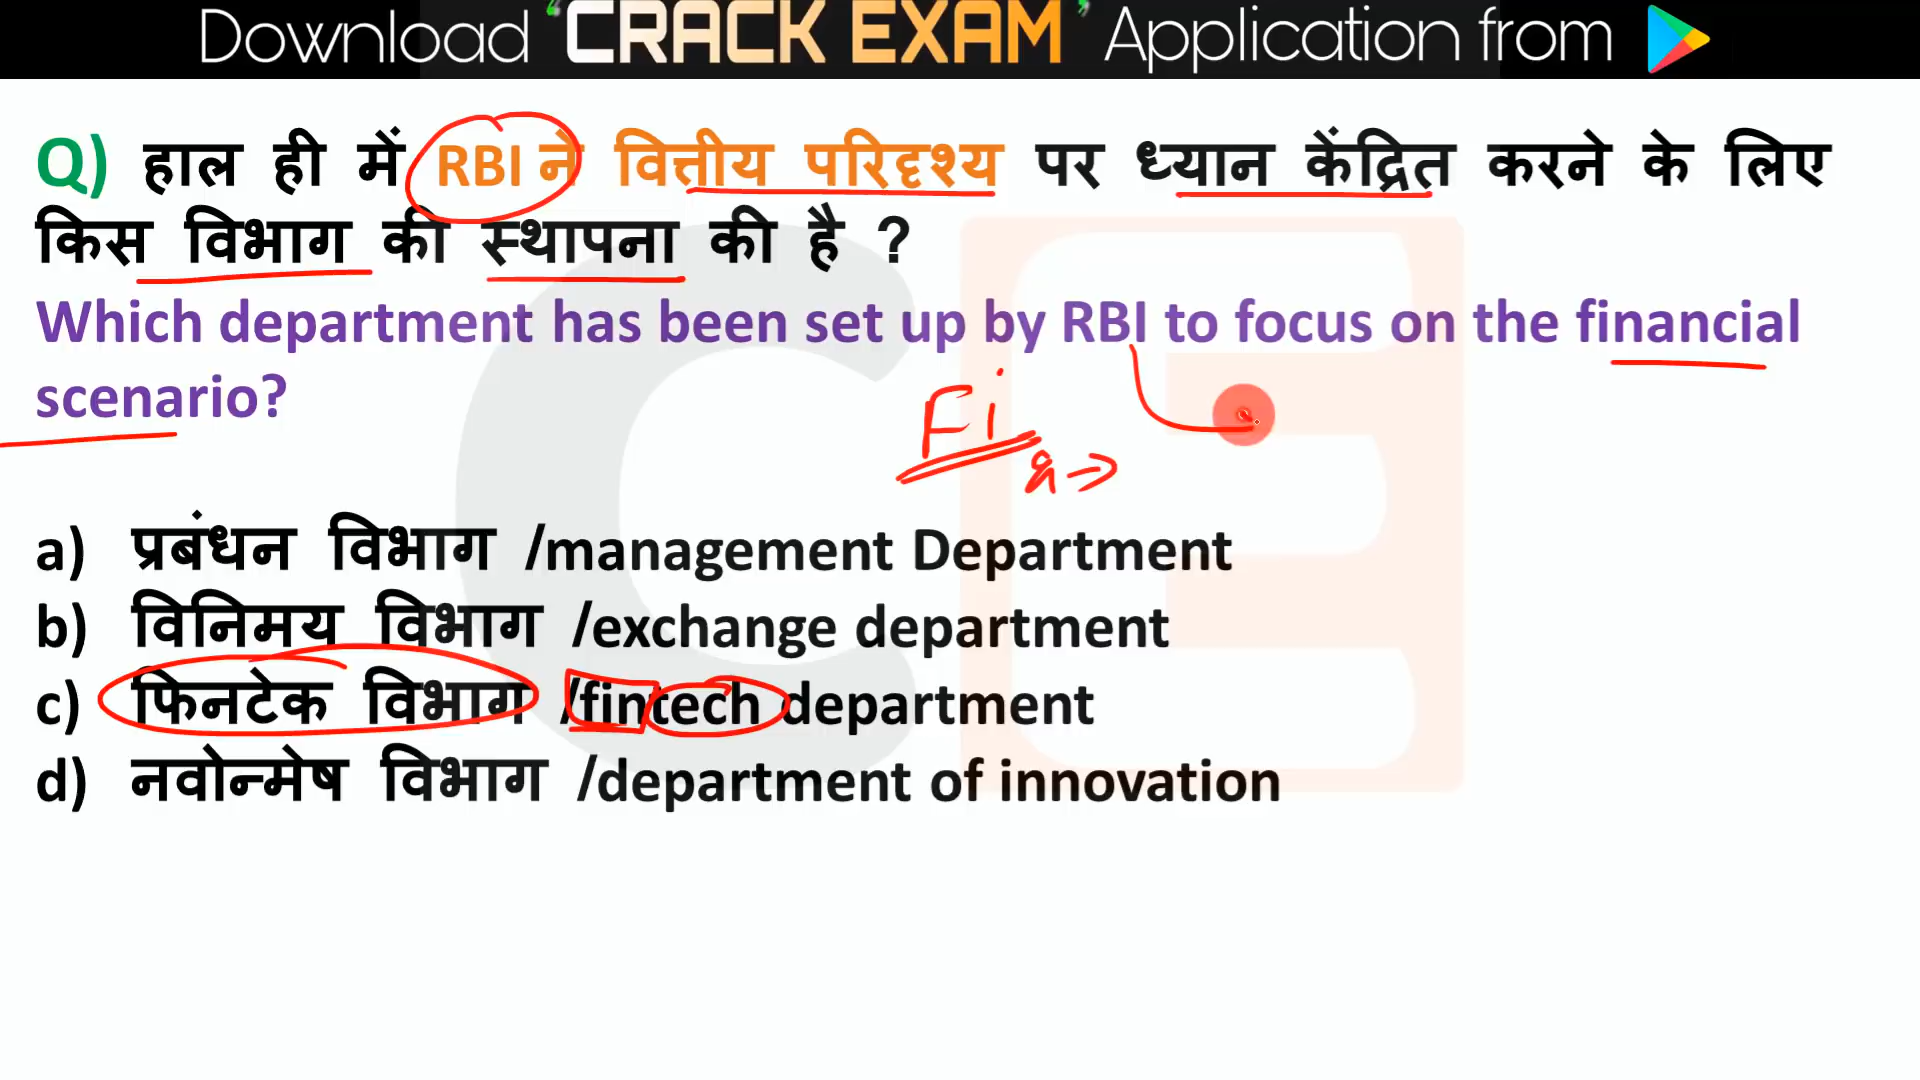 Download "CRACK EXAM" Application from
Q) हाल ही में RBI ने वित्तीय परिदृश्य पर ध्यान केंद्रित करने के लिए
किस विभाग की स्थापना की है ?
Which department has been set up by RBI to focus on the financial
scenario?
Fi
a) प्रबंधन विभाग /management Department
b) विनिमय विभाग /exchange department
c) फिनटेक विभाग /fintech department
d) नवोन्मेष विभाग /department of innovation